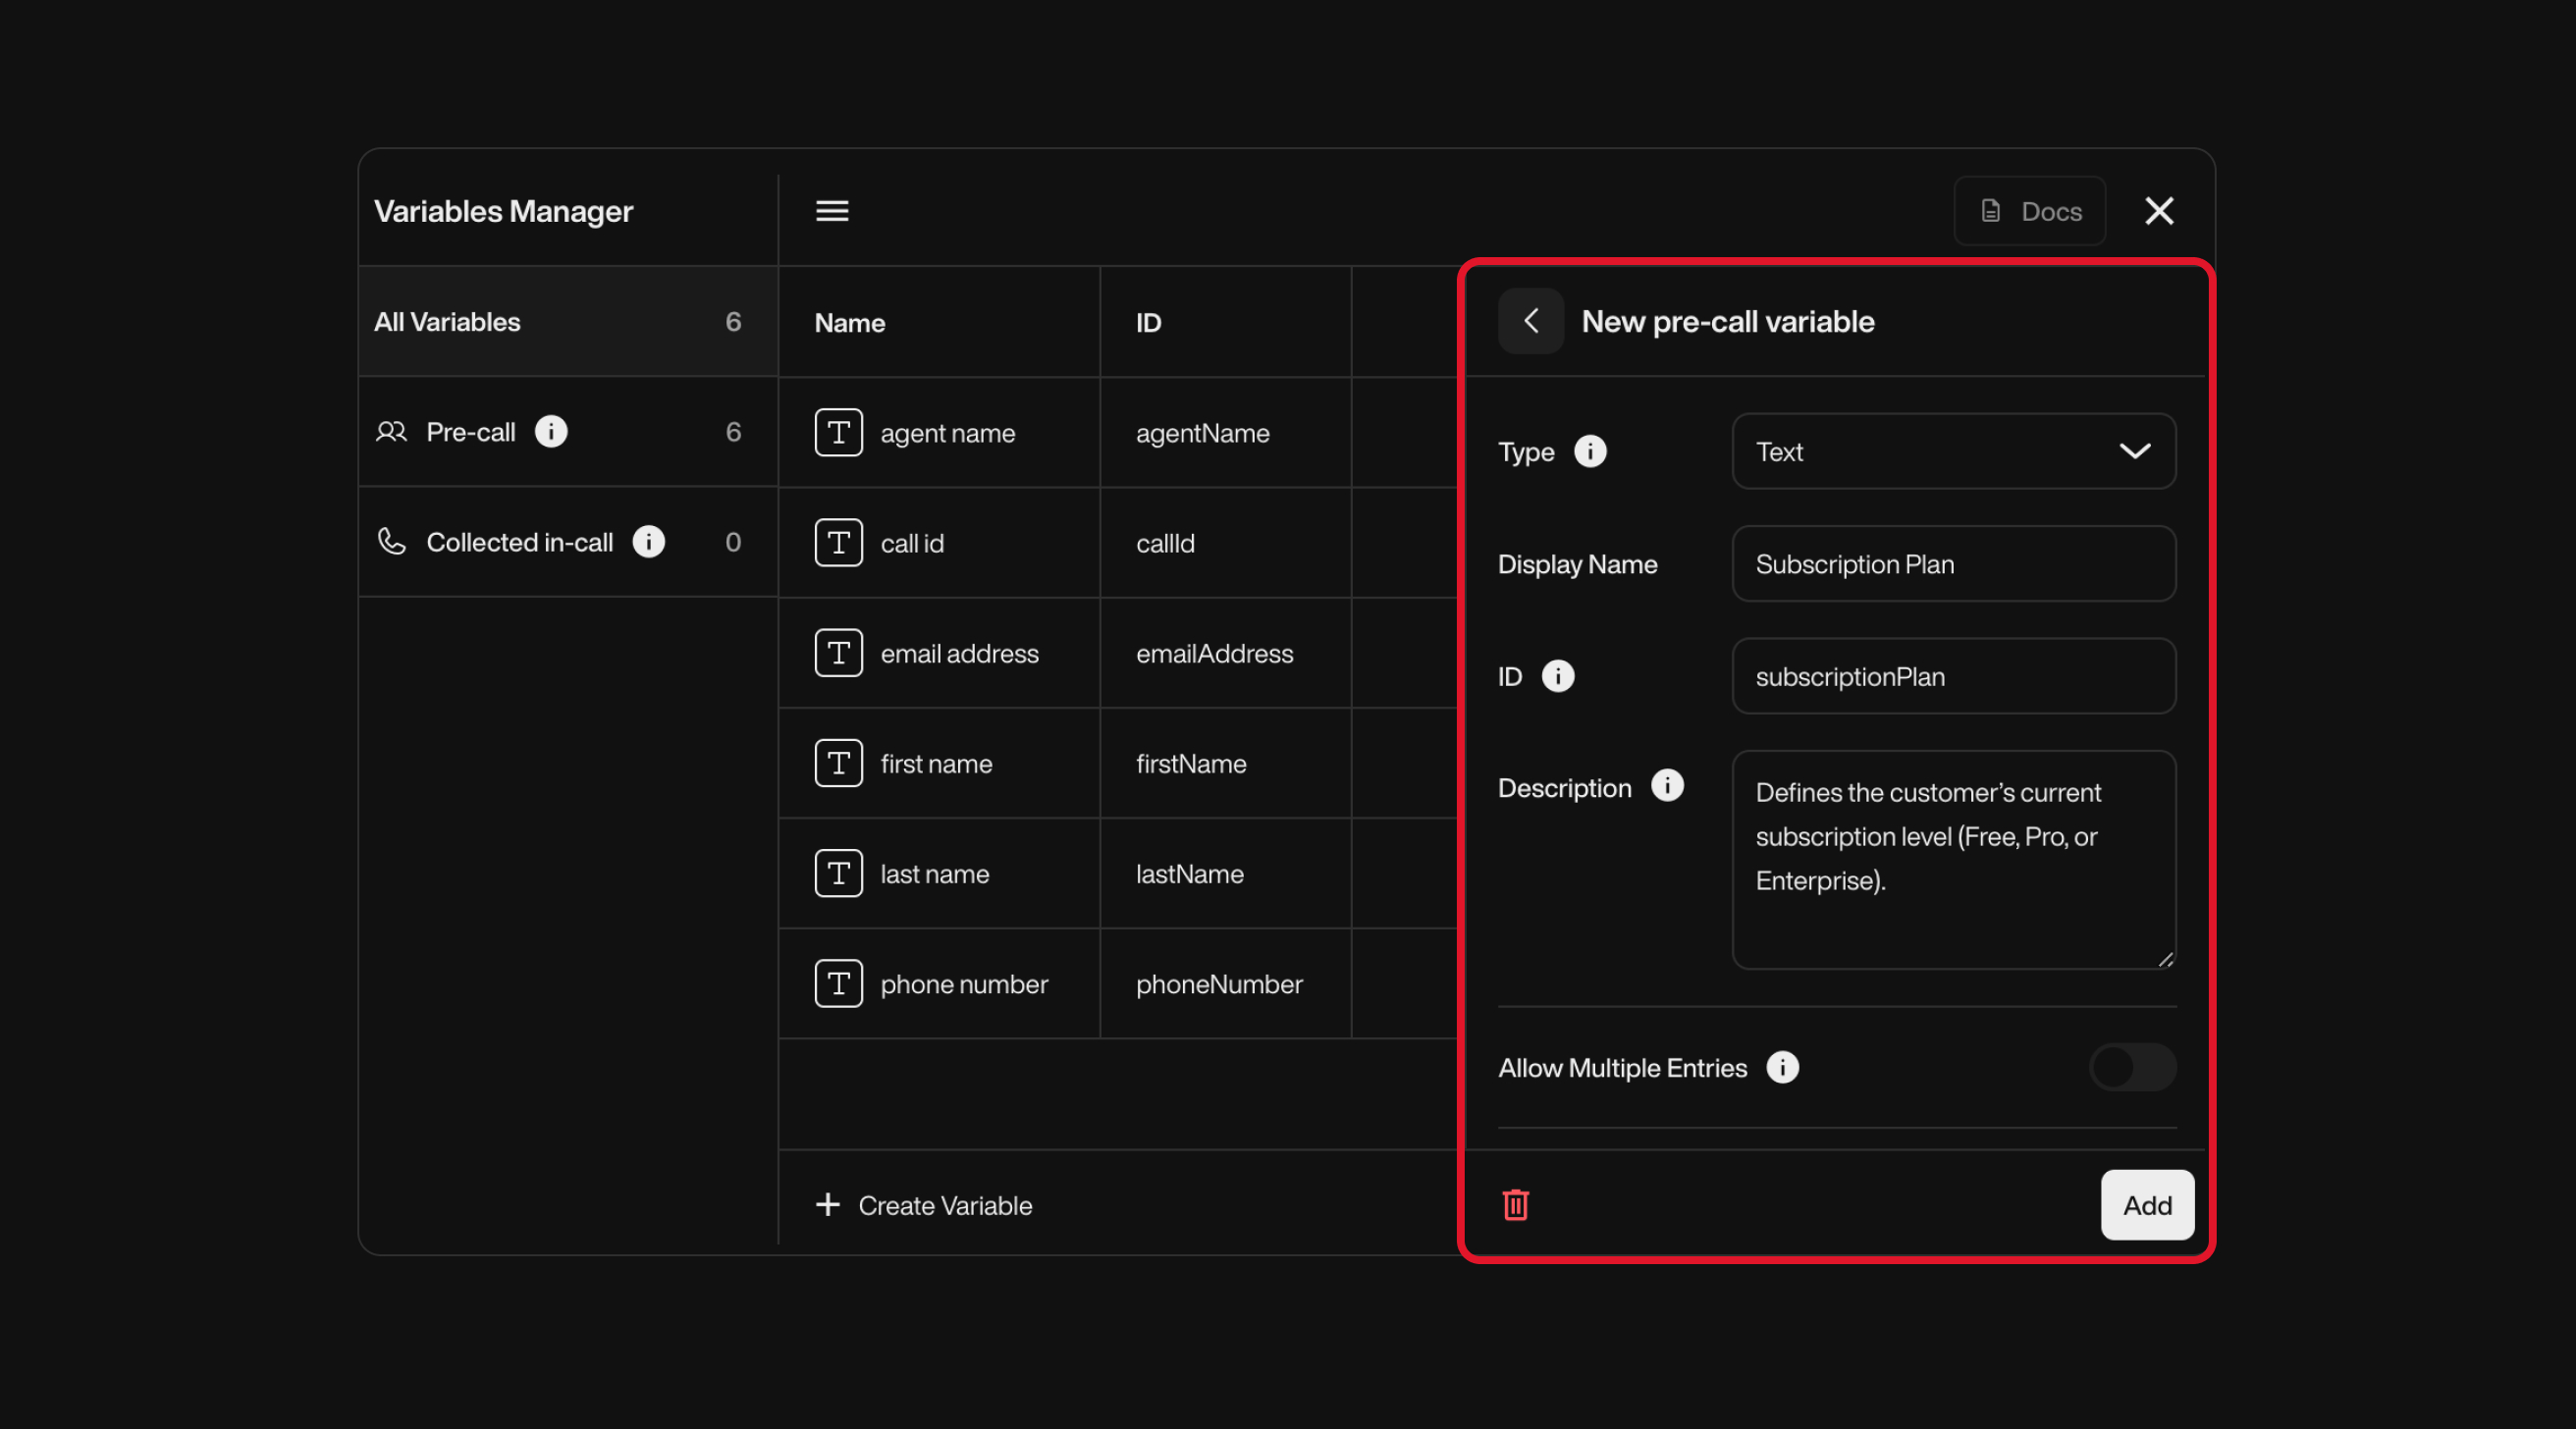 Variables Manager
Docs
All Variables 6
Pre-call 6
Collected in-call 0
Name ID
agent name agentName
call id callId
email address emailAddress
first name firstName
last name lastName
phone number phoneNumber
Create Variable
New pre-call variable
Type Text
Display Name Subscription Plan
ID subscriptionPlan
Description Defines the customer’s current
subscription level (Free, Pro, or
Enterprise).
Allow Multiple Entries
Add